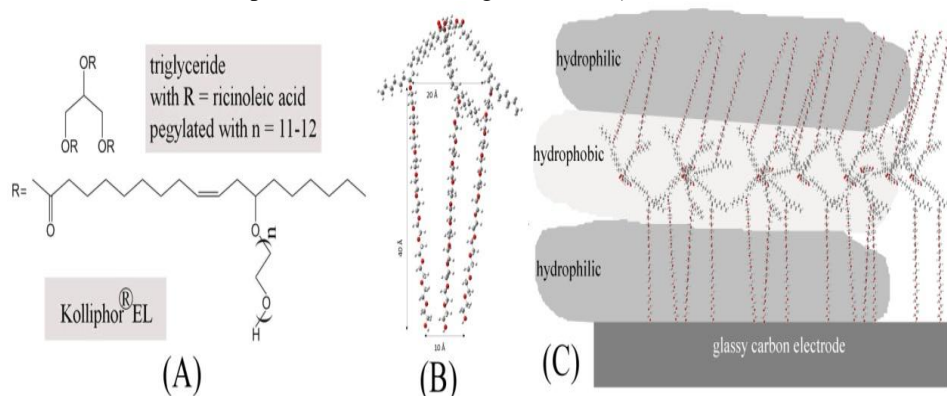 OR
OR
OR
triglyceride
with R = ricinoleic acid
pegylated with n = 11-12
R=
O
O
n
O
H
Kolliphor®EL
(A)
20 Å
10 Å
(B)
hydrophilic
hydrophobic
hydrophilic
glassy carbon electrode
(C)